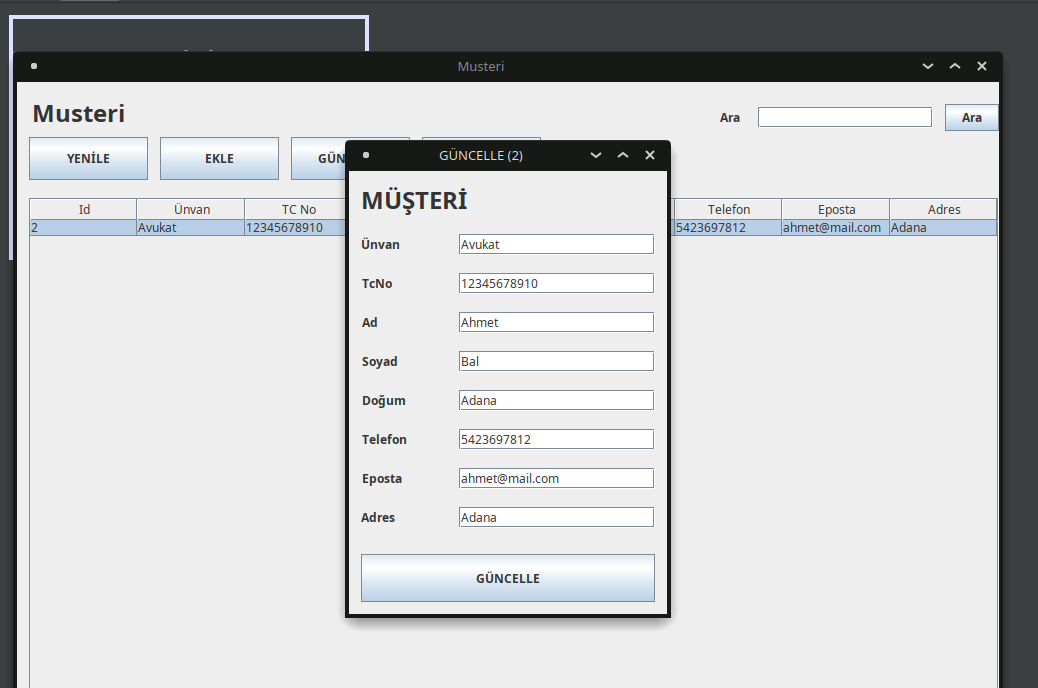 Musteri
Musteri
Ara
Ara
YENİLE
EKLE
GÜN
Id
Ünvan
TC No
Telefon
Eposta
Adres
2
Avukat
12345678910
5423697812
ahmet@mail.com
Adana
GÜNCELLE (2)
MÜŞTERİ
Ünvan
Avukat
TcNo
12345678910
Ad
Ahmet
Soyad
Bal
Doğum
Adana
Telefon
5423697812
Eposta
ahmet@mail.com
Adres
Adana
GÜNCELLE